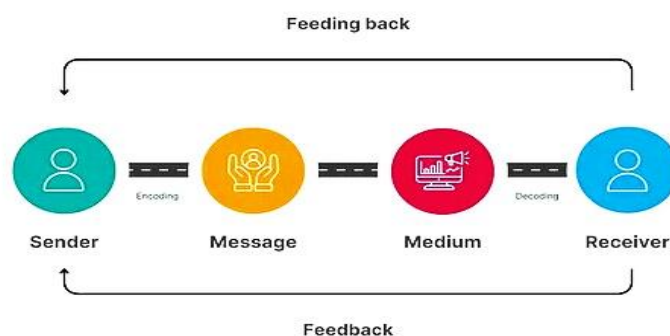 Feeding back
Encoding
Decoding
Sender
Message
Medium
Receiver
Feedback